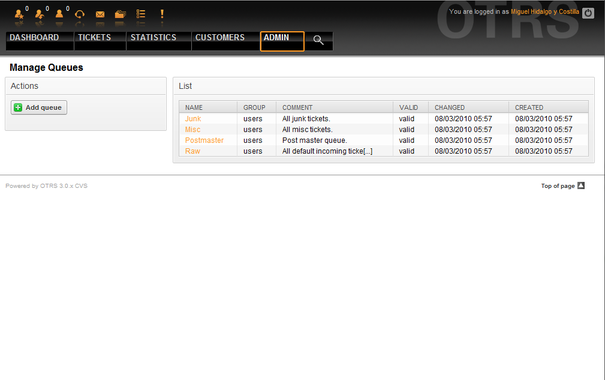 0 0 0
You are logged in as Miguel Hidalgo y Costilla
OTRS
DASHBOARD TICKETS STATISTICS CUSTOMERS ADMIN
Manage Queues
Actions
Add queue
List
NAME GROUP COMMENT VALID CHANGED CREATED
Junk users All junk tickets. valid 08/03/2010 05:57 08/03/2010 05:57
Misc users All misc tickets. valid 08/03/2010 05:57 08/03/2010 05:57
Postmaster users Post master queue. valid 08/03/2010 05:57 08/03/2010 05:57
Raw users All default incoming ticke[...] valid 08/03/2010 05:57 08/03/2010 05:57
Powered by OTRS 3.0.x CVS
Top of page